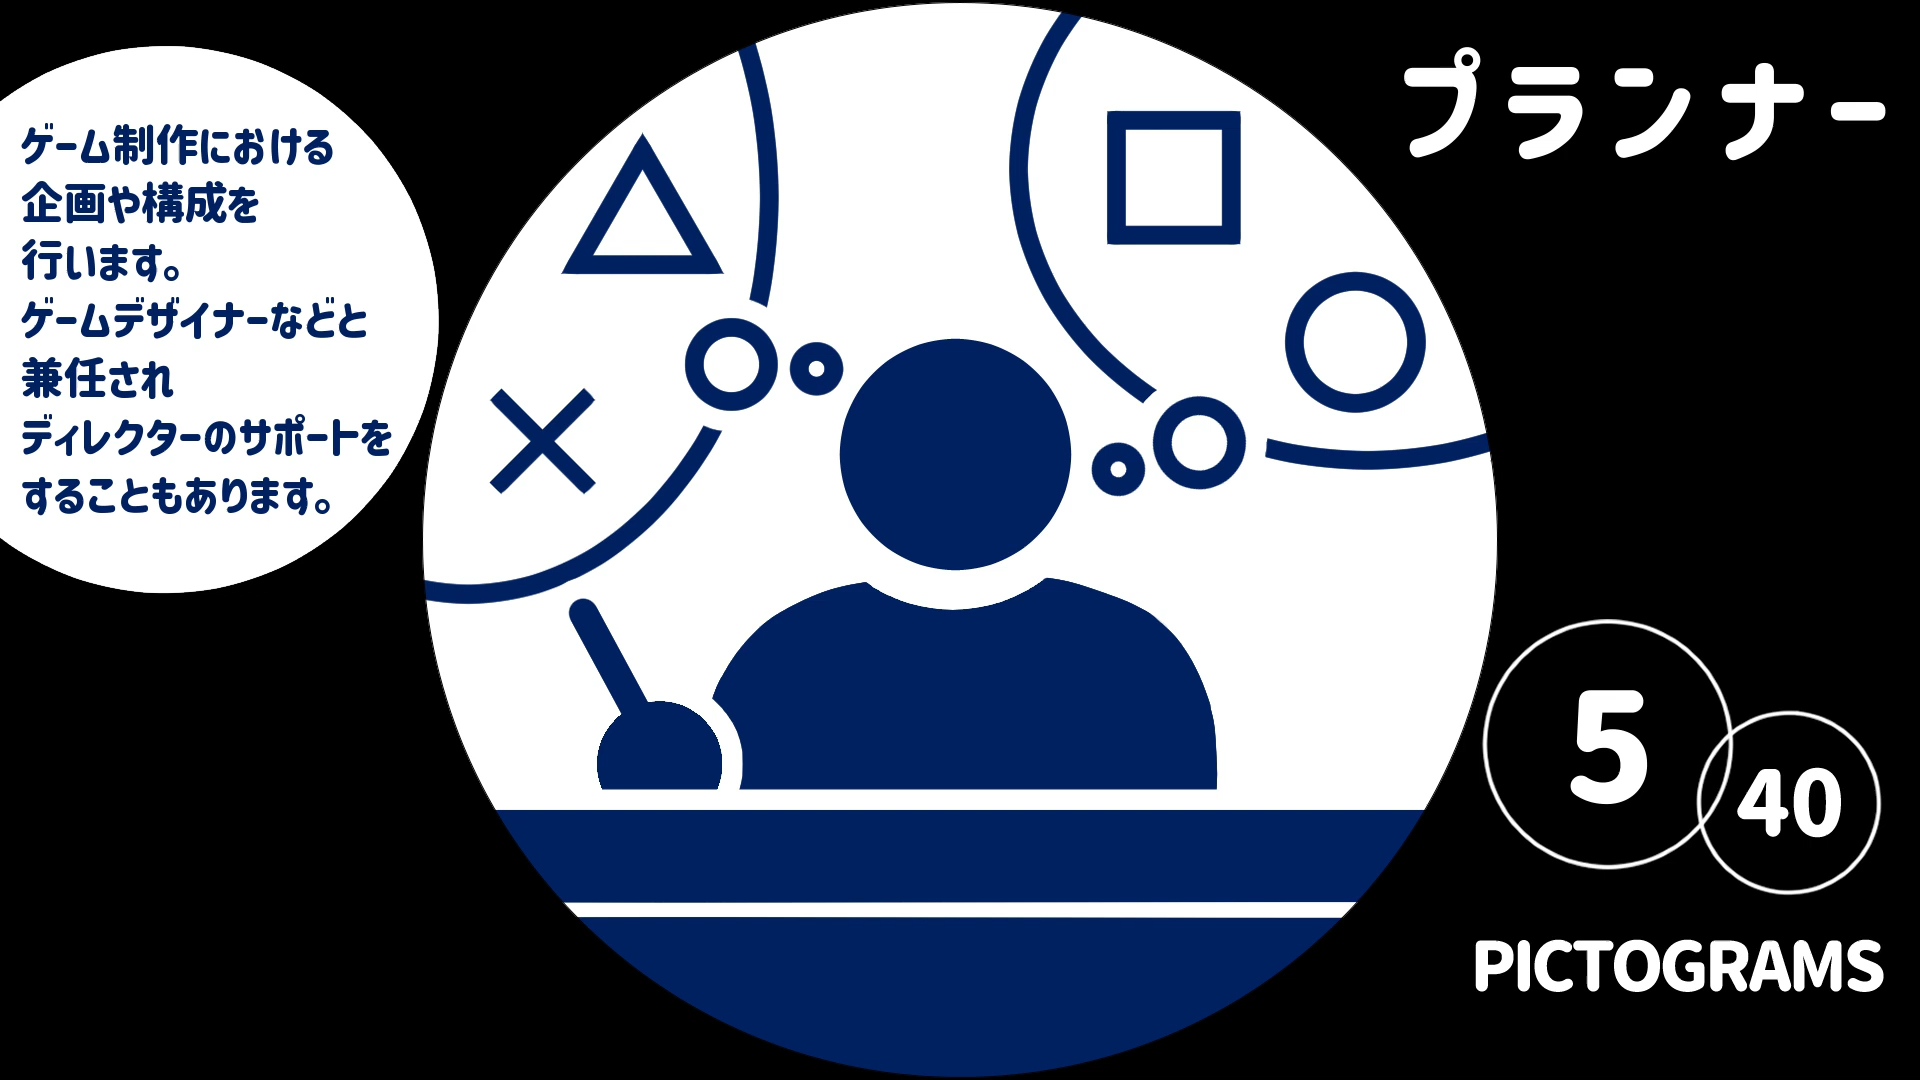 プランナー
ゲーム制作における
企画や構成を
行います。
ゲームデザイナーなどと
兼任され
ディレクターのサポートを
することもあります。
5
40
PICTOGRAMS